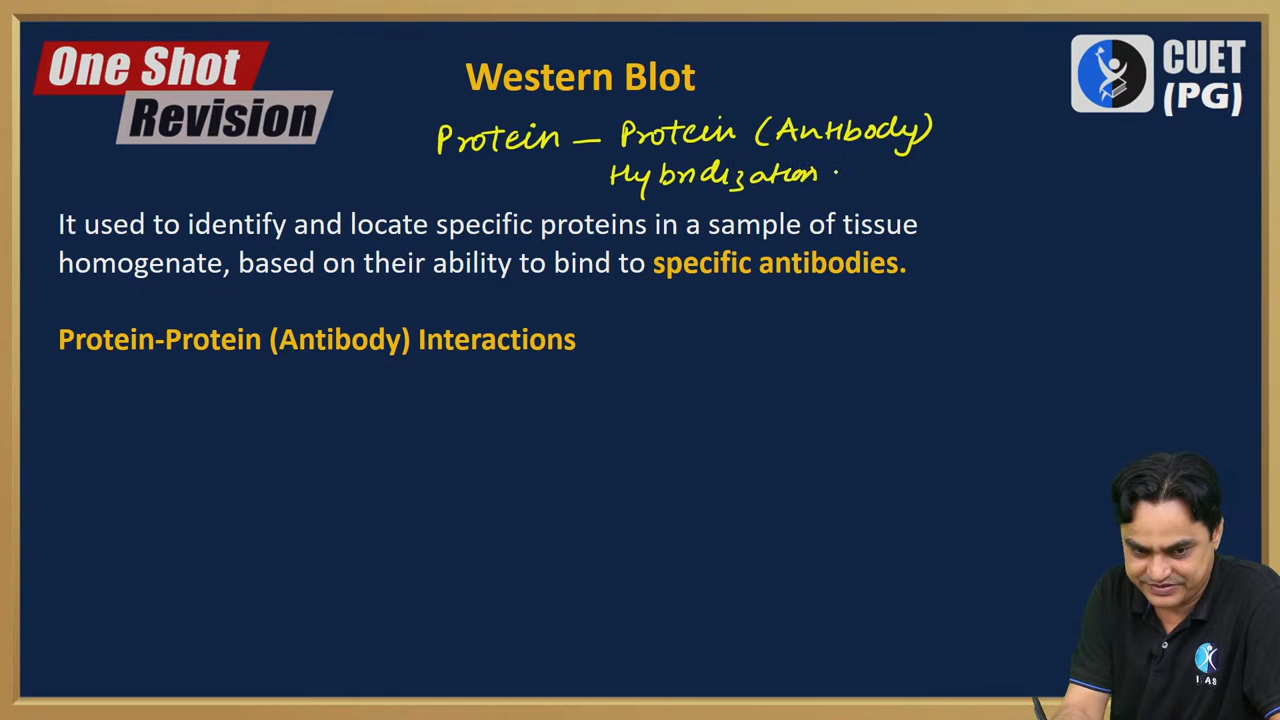 One Shot
Revision
Western Blot
CUET
(PG)
Protein – Protein (Antibody)
Hybridization .
It used to identify and locate specific proteins in a sample of tissue
homogenate, based on their ability to bind to specific antibodies.
Protein-Protein (Antibody) Interactions